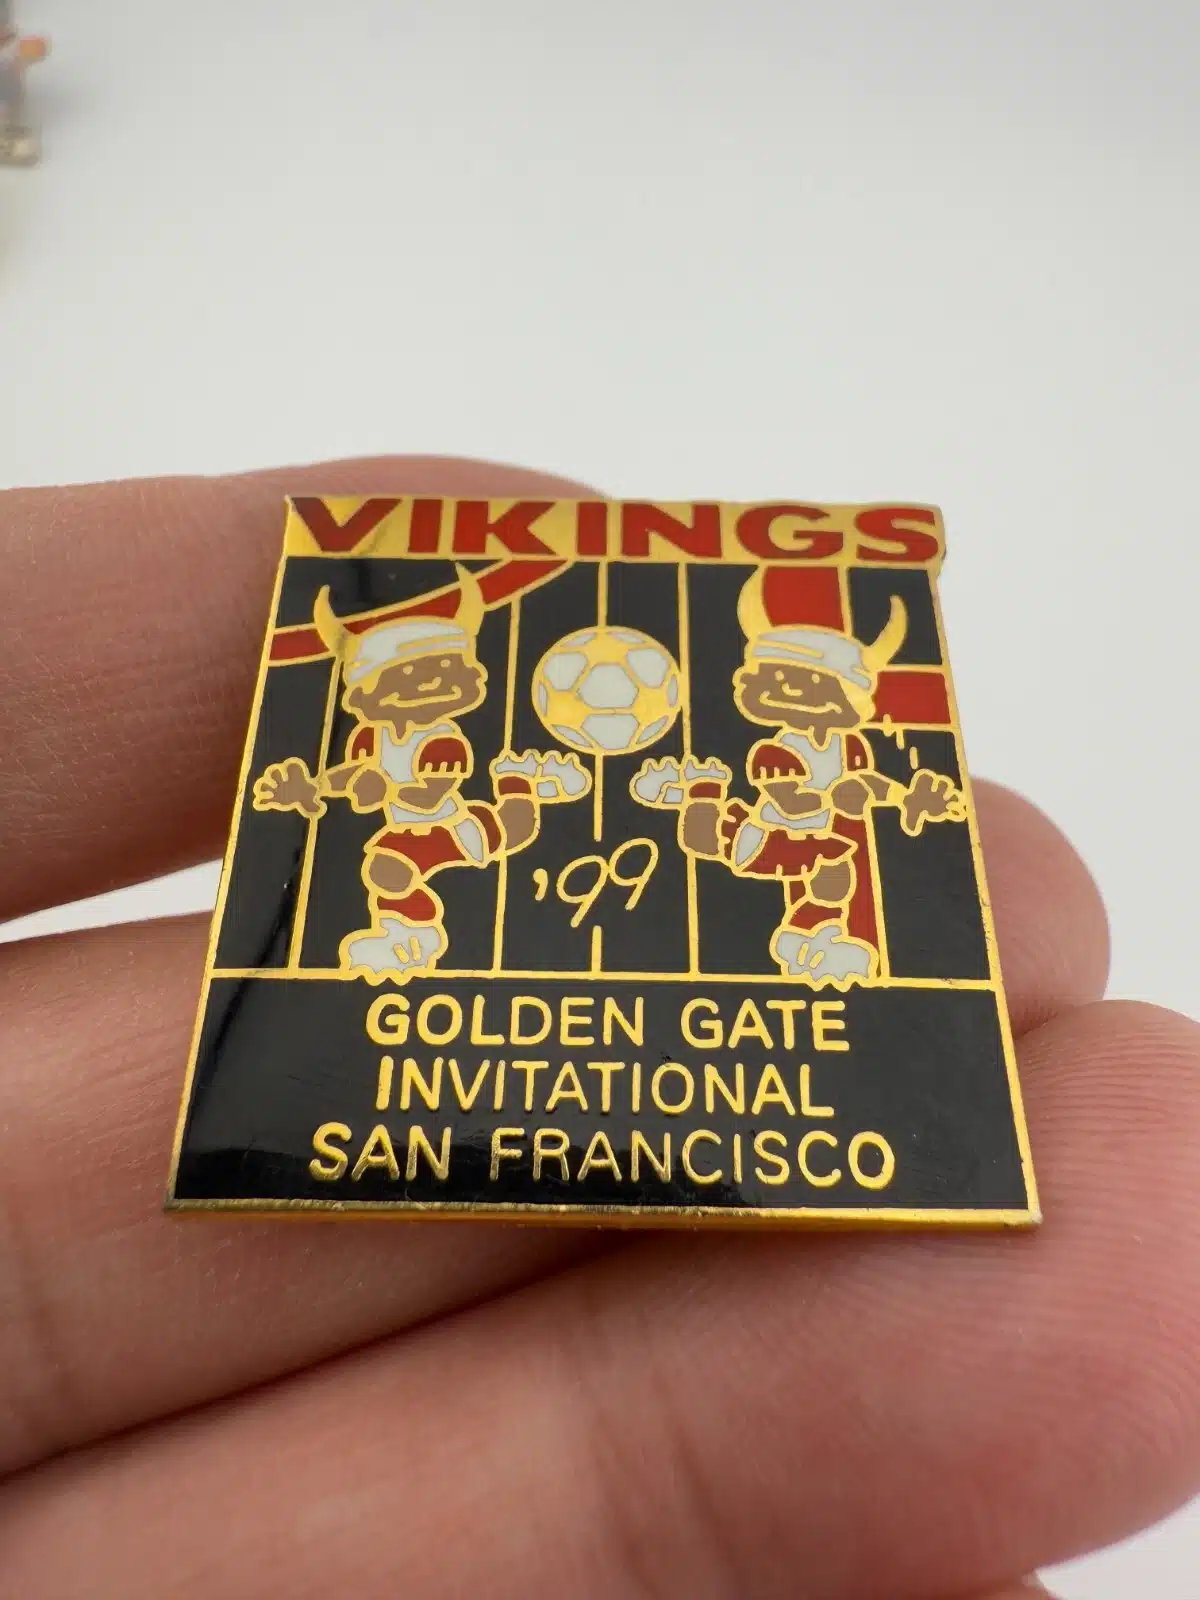 VIKINGS
'99
GOLDEN GATE
INVITATIONAL
SAN FRANCISCO